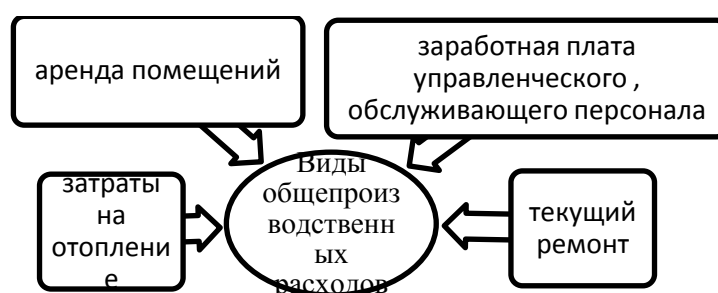 аренда помещений
заработная плата
управленческого ,
обслуживающего персонала
Виды
общепроиз
водственн
ых
расходов
затраты
на
отоплени
е
текущий
ремонт